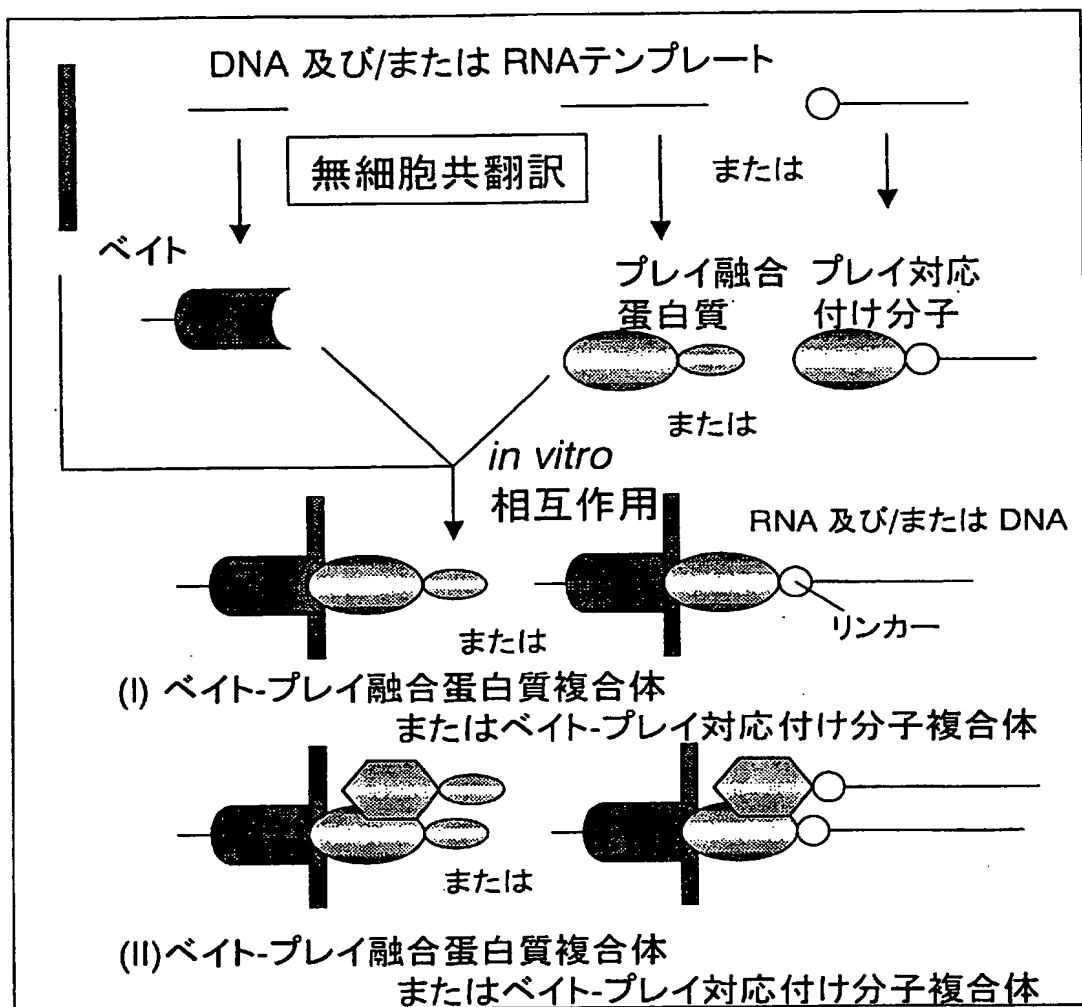 DNA 及び/または RNAテンプレート
無細胞共翻訳
または
ベイト
プレイ融合
蛋白質
プレイ対応
付け分子
または
in vitro
相互作用
RNA 及び/または DNA
リンカー
または
(I) ベイト-プレイ融合蛋白質複合体
またはベイト-プレイ対応付け分子複合体
または
(II)ベイト-プレイ融合蛋白質複合体
またはベイト-プレイ対応付け分子複合体